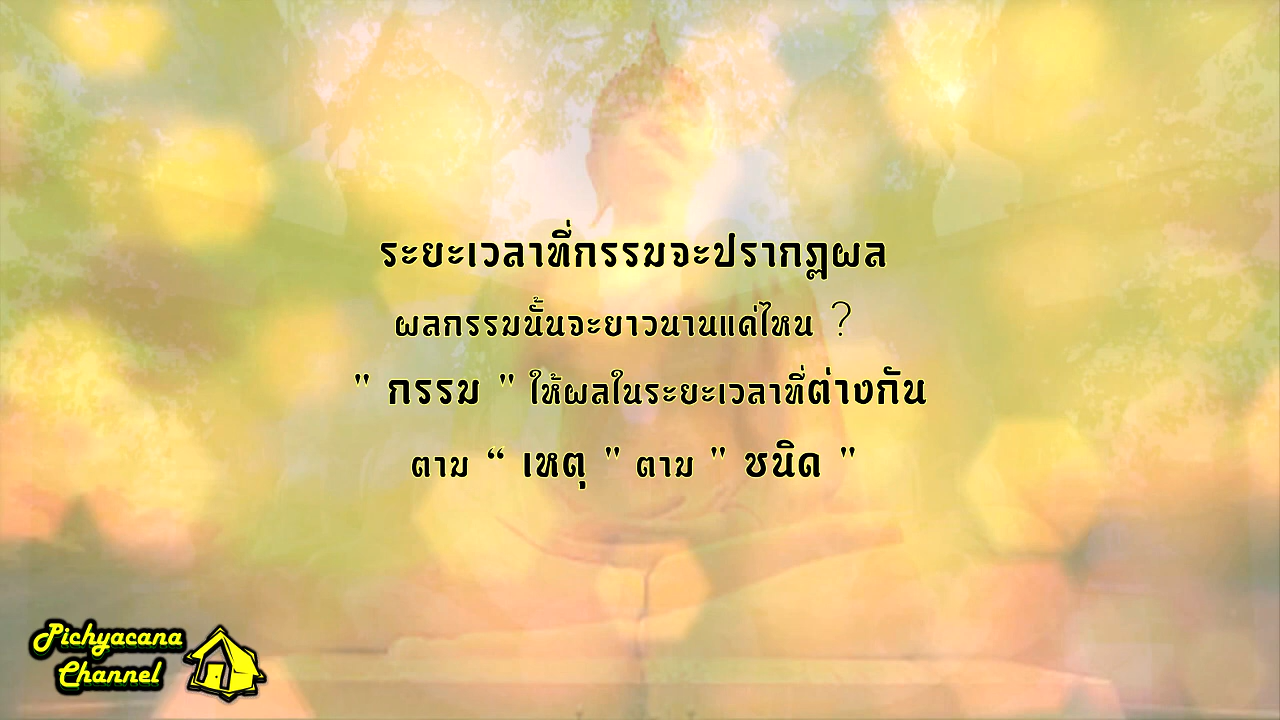 ระยะเวลาที่กรรมจะปรากฏผล
ผลกรรมนั้นจะยาวนานแค่ไหน ?
" กรรม " ให้ผลในระยะเวลาที่ต่างกัน
ตาม “ เหตุ " ตาม " ชนิด "
Pichyacana
Channel